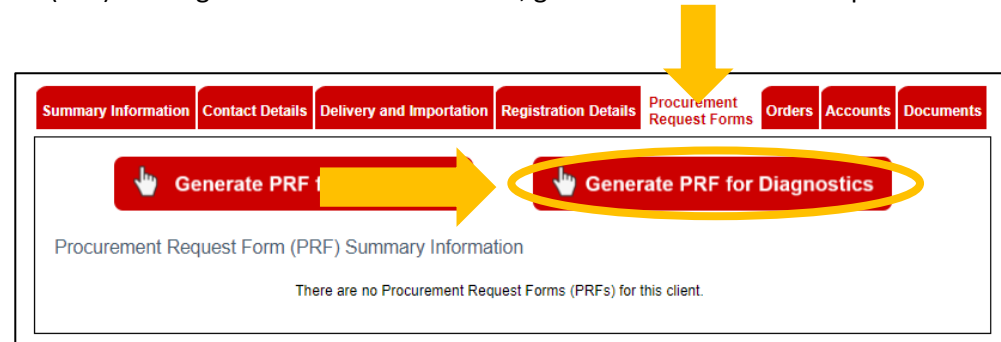 Summary Information Contact Details Delivery and Importation Registration Details Procurement Request Forms Orders Accounts Documents
Generate PRF Generate PRF for Diagnostics
Procurement Request Form (PRF) Summary Information
There are no Procurement Request Forms (PRFs) for this client.